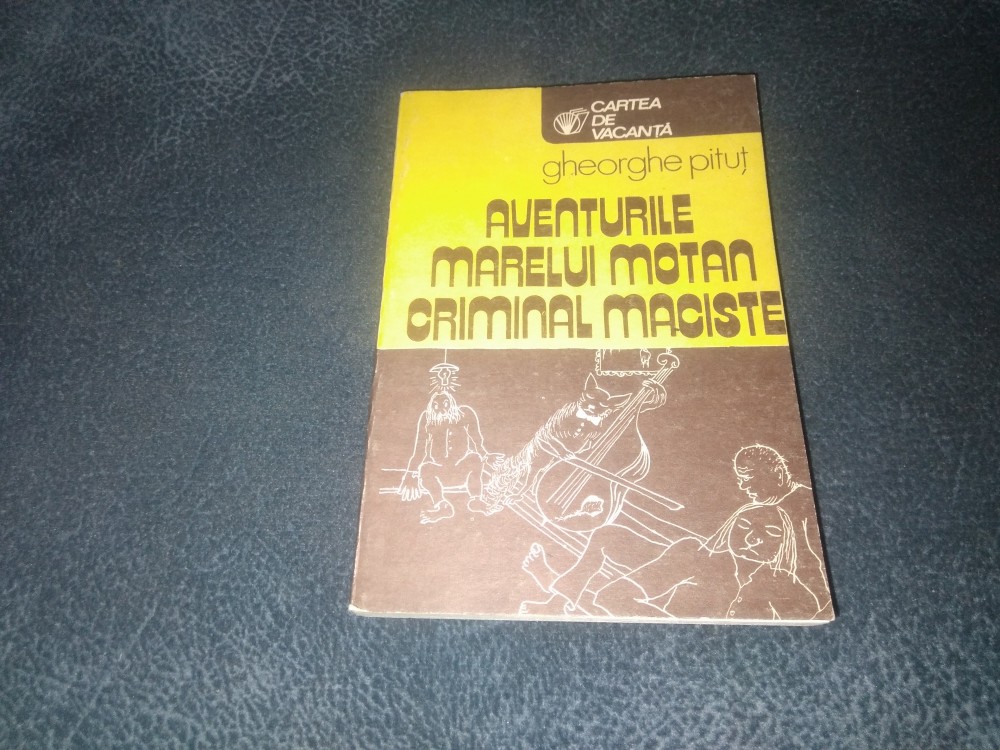 CARTEA
DE
VACANȚĂ
gheorghe pituț
AVENTURILE
MARELUI MOTAN
CRIMINAL MACISTE